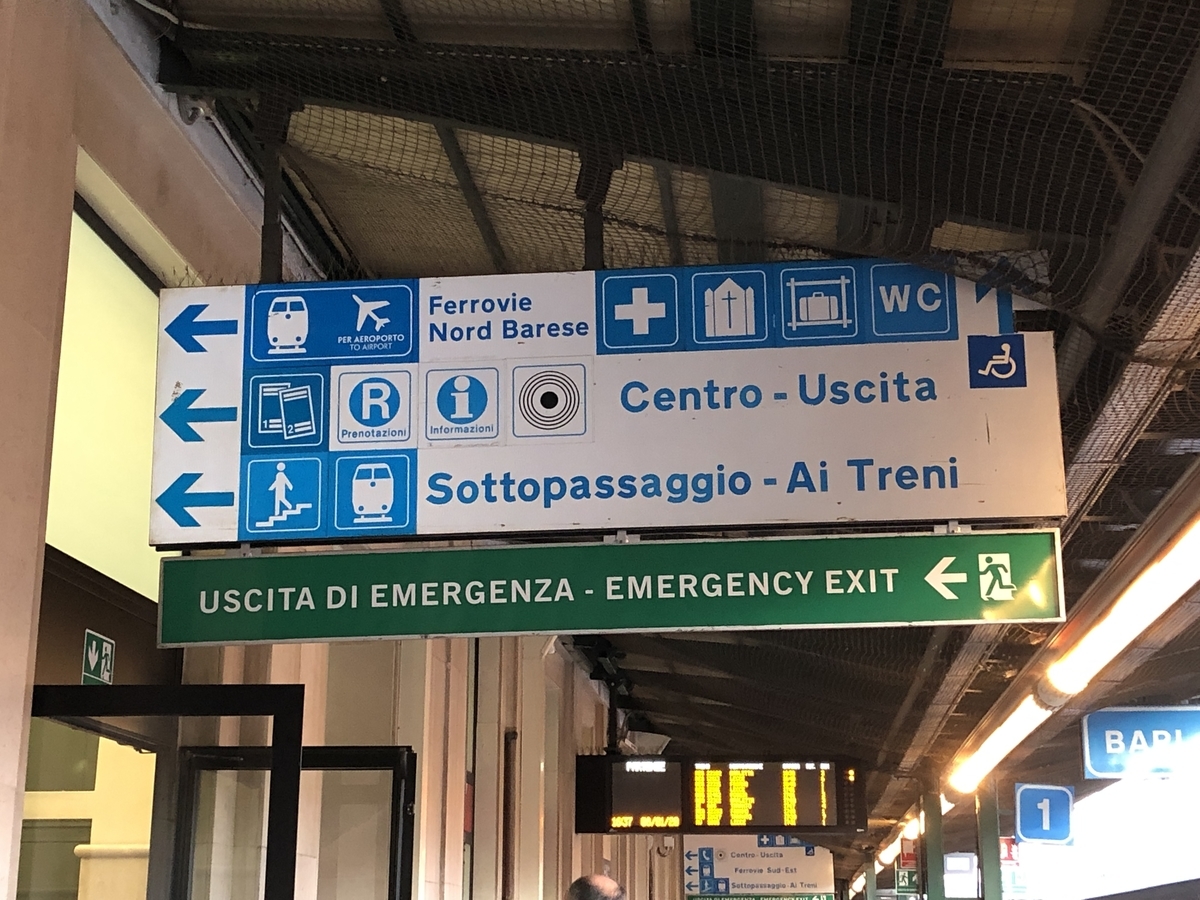 PER AEROPORTO
TO AIRPORT
Ferrovie
Nord Barese
WC
1 2
R
Prenotazioni
i
Informazioni
Centro - Uscita
Sottopassaggio - Ai Treni
USCITA DI EMERGENZA - EMERGENCY EXIT
BARI
1
Centro - Uscita
Ferrovie Sud-Est
Sottopassaggio - Ai Treni